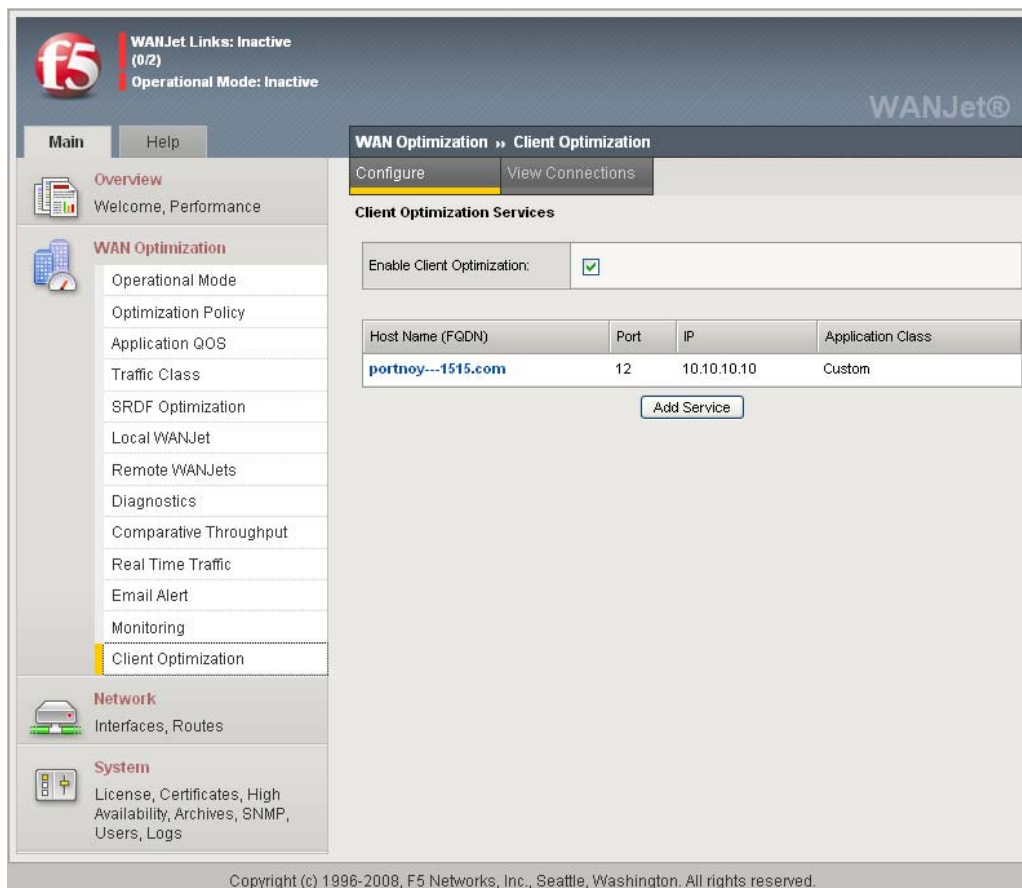 f5
WANJet Links: Inactive
(0/2)
Operational Mode: Inactive
WANJet®
Main
Help
Overview
Welcome, Performance
WAN Optimization
Operational Mode
Optimization Policy
Application QOS
Traffic Class
SRDF Optimization
Local WANJet
Remote WANJets
Diagnostics
Comparative Throughput
Real Time Traffic
Email Alert
Monitoring
Client Optimization
Network
Interfaces, Routes
System
License, Certificates, High
Availability, Archives, SNMP,
Users, Logs
WAN Optimization ›› Client Optimization
Configure
View Connections
Client Optimization Services
Enable Client Optimization:
Host Name (FQDN) Port IP Application Class
portnoy---1515.com 12 10.10.10.10 Custom
Add Service
Copyright (c) 1996-2008, F5 Networks, Inc., Seattle, Washington. All rights reserved.